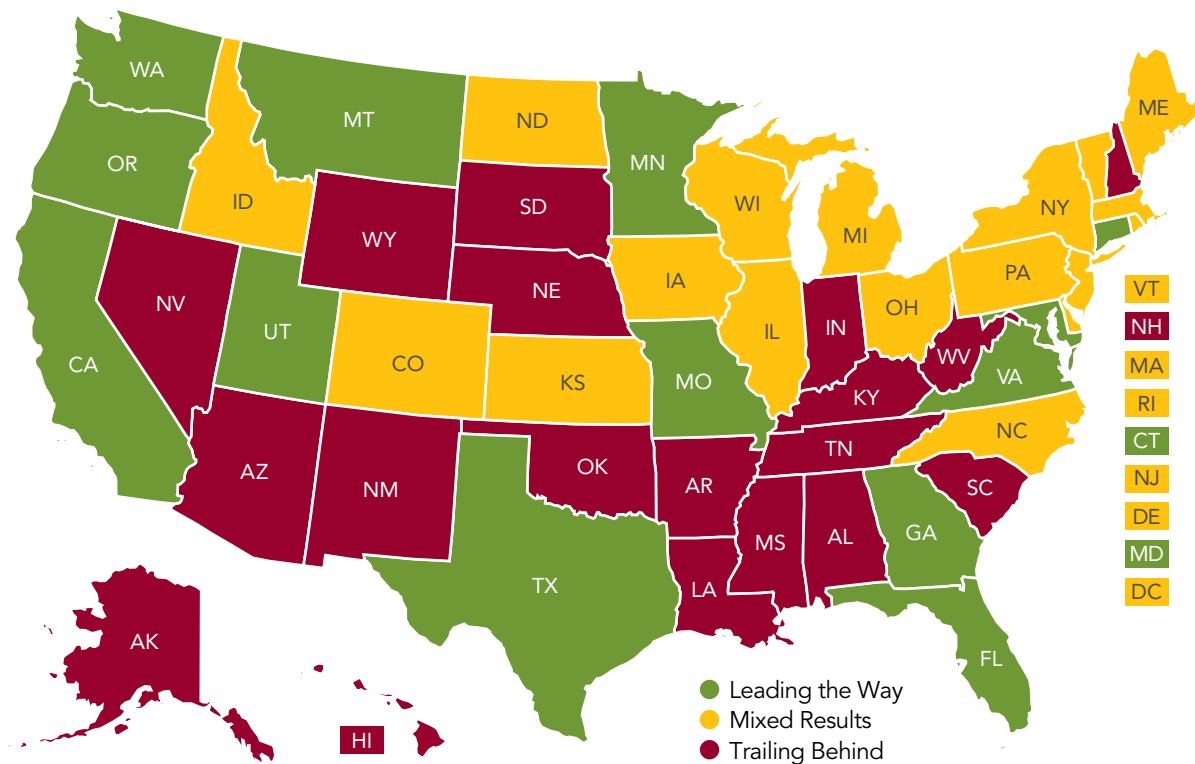 WA
MT
ND
ME
OR
MN
ID
SD
WI
NY
WY
MI
PA
NE
IA
VT
NV
OH
UT
IL
IN
NH
CA
CO
KS
MO
WV
MA
VA
KY
RI
NC
TN
CT
AZ
OK
NM
AR
SC
NJ
GA
DE
MS
AL
MD
TX
LA
DC
AK
FL
HI
Leading the Way
Mixed Results
Trailing Behind